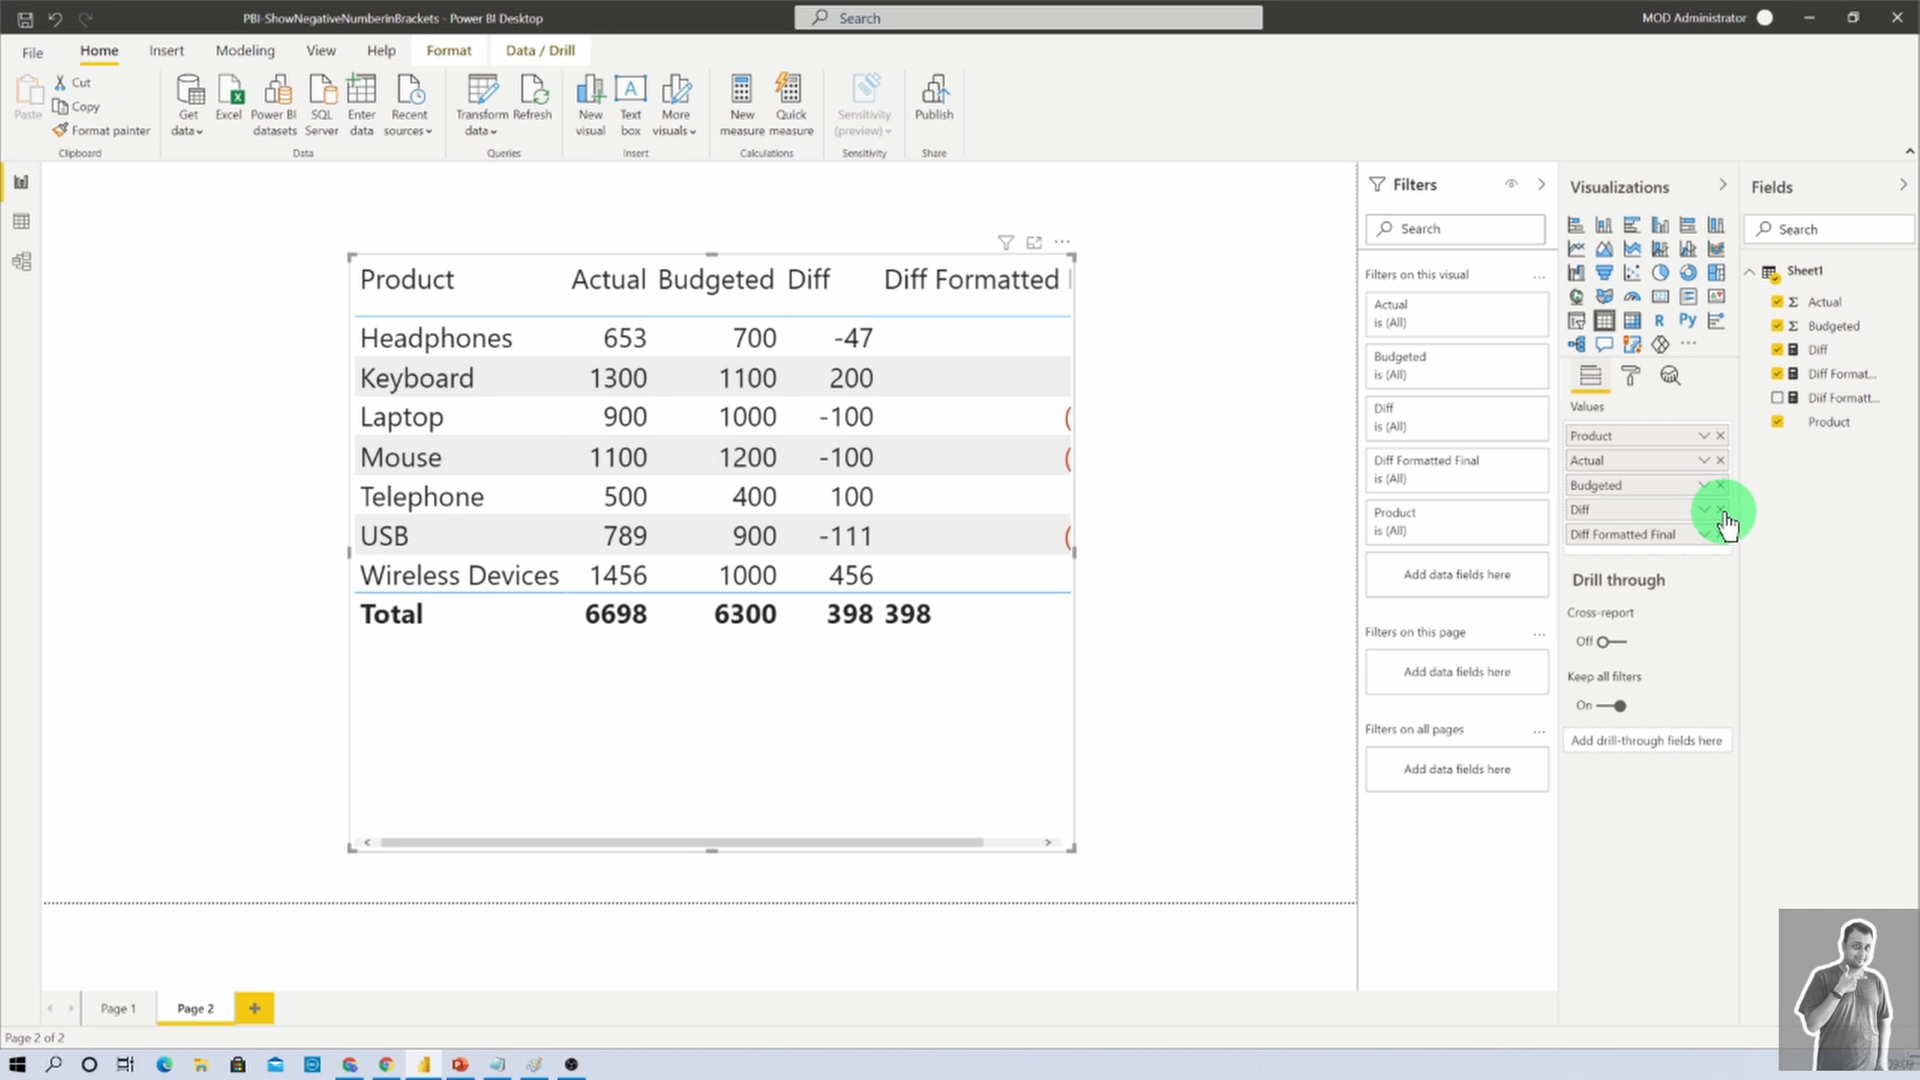 PBI-ShowNegativeNumberinBrackets - Power BI Desktop
Search
MOD Administrator
File
Home
Insert
Modeling
View
Help
Format
Data / Drill
Paste
Cut
Copy
Format painter
Clipboard
Get data
Excel
Power BI datasets
SQL Server
Enter data
Recent sources
Data
Transform data
Refresh
Queries
New visual
Text box
More visuals
Insert
New measure
Quick measure
Calculations
Sensitivity (preview)
Sensitivity
Publish
Share
Product Actual Budgeted Diff Diff Formatted
Headphones 653 700 -47
Keyboard 1300 1100 200
Laptop 900 1000 -100 (
Mouse 1100 1200 -100 (
Telephone 500 400 100
USB 789 900 -111 (
Wireless Devices 1456 1000 456
Total 6698 6300 398 398
Filters
Search
Filters on this visual
Actual
is (All)
Budgeted
is (All)
Diff
is (All)
Diff Formatted Final
is (All)
Product
is (All)
Add data fields here
Filters on this page
Add data fields here
Filters on all pages
Add data fields here
Visualizations
R
Py
Values
Product
Actual
Budgeted
Diff
Diff Formatted Final
Drill through
Cross-report
Off
Keep all filters
On
Add drill-through fields here
Fields
Search
Sheet1
Actual
Budgeted
Diff
Diff Format...
Diif Formatt...
Product
Page 1
Page 2
Page 2 of 2